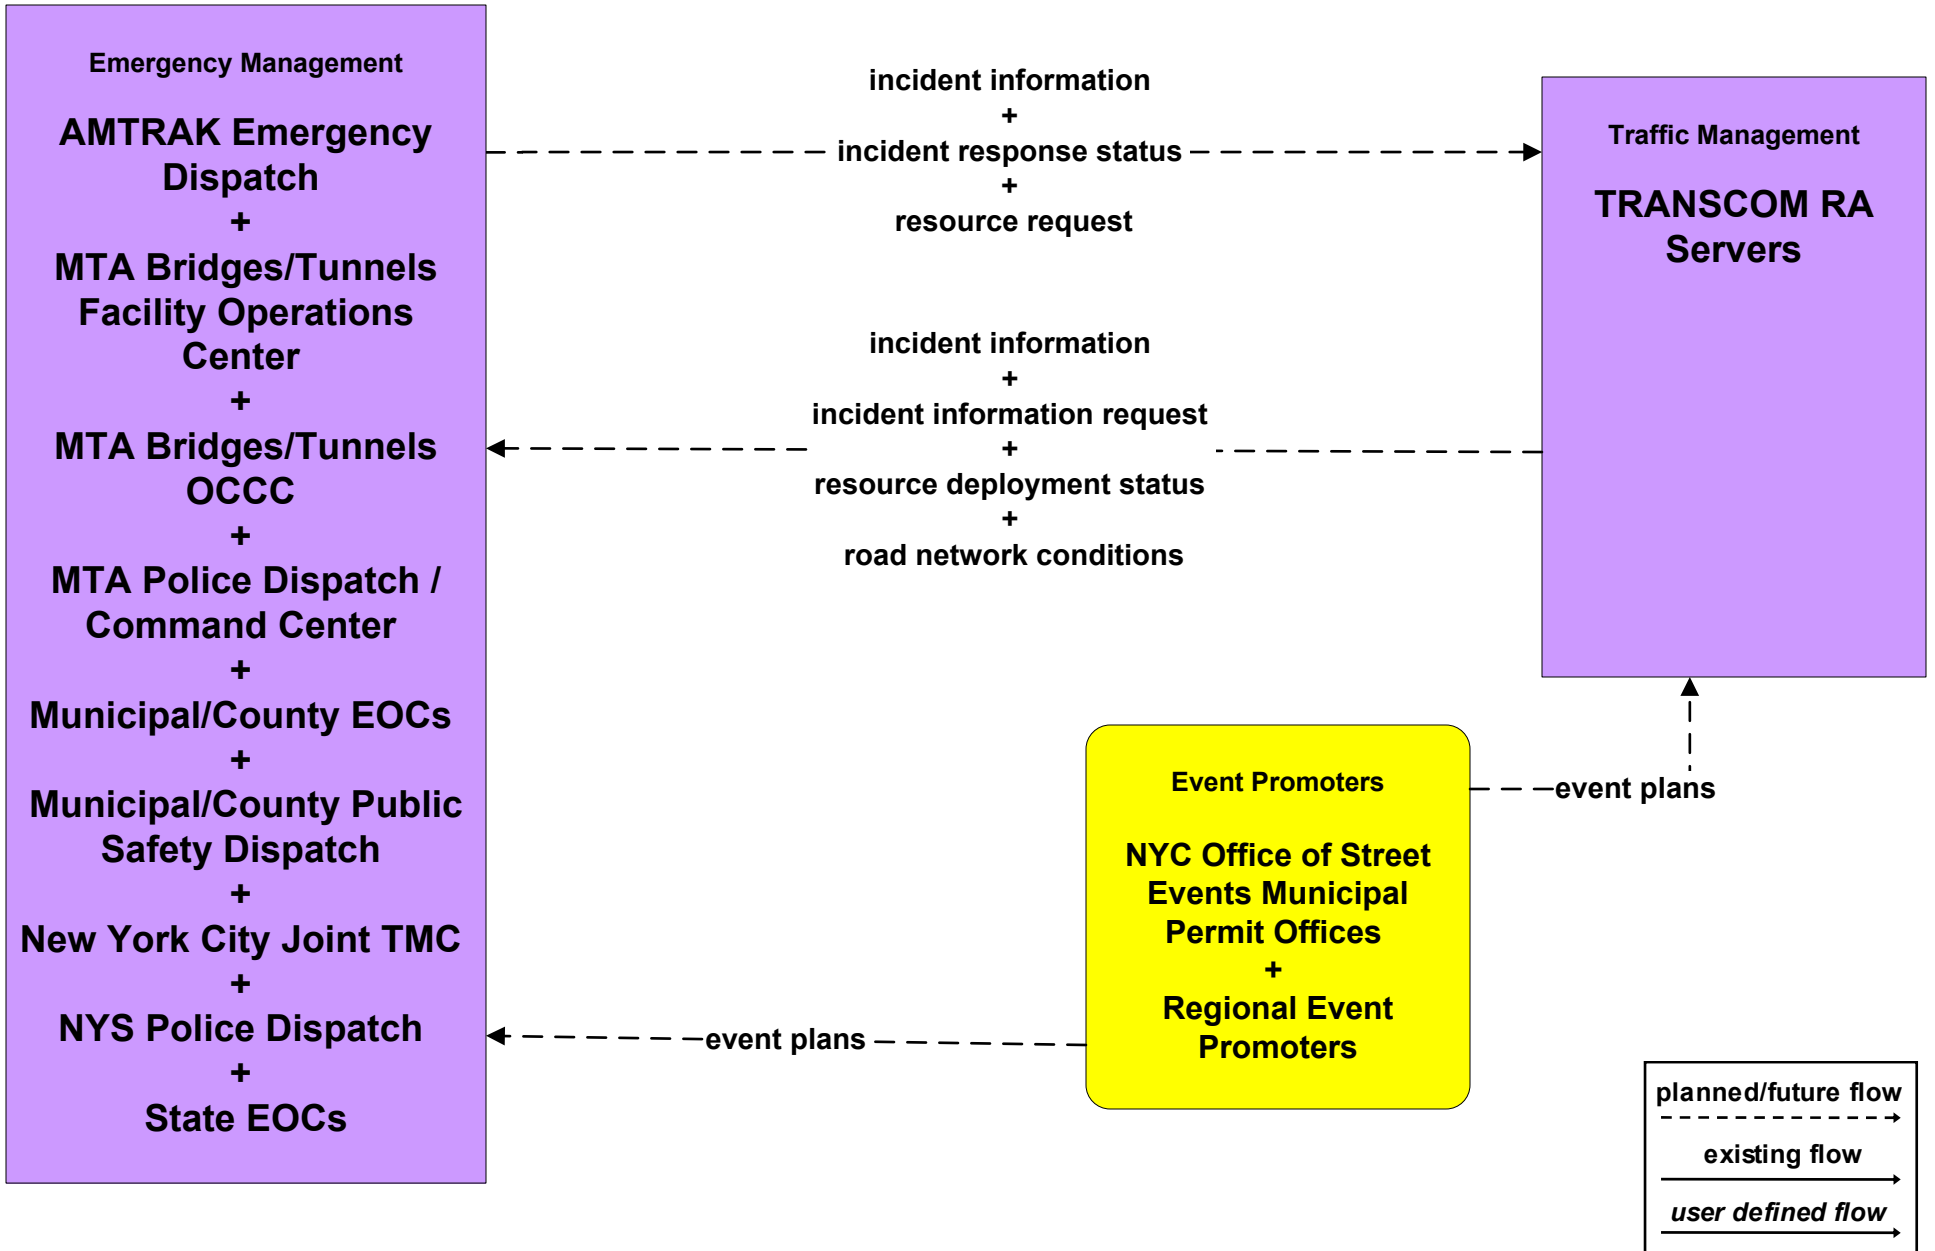 Emergency Management
AMTRAK Emergency
Dispatch
+
MTA Bridges/Tunnels
Facility Operations
Center
+
MTA Bridges/Tunnels
OCCC
+
MTA Police Dispatch /
Command Center
+
Municipal/County EOCs
+
Municipal/County Public
Safety Dispatch
+
New York City Joint TMC
+
NYS Police Dispatch
+
State EOCs
incident information
+
incident response status
+
resource request
incident information
+
incident information request
+
resource deployment status
+
road network conditions
Traffic Management
TRANSCOM RA
Servers
Event Promoters
NYC Office of Street
Events Municipal
Permit Offices
+
Regional Event
Promoters
event plans
event plans
planned/future flow
existing flow
user defined flow